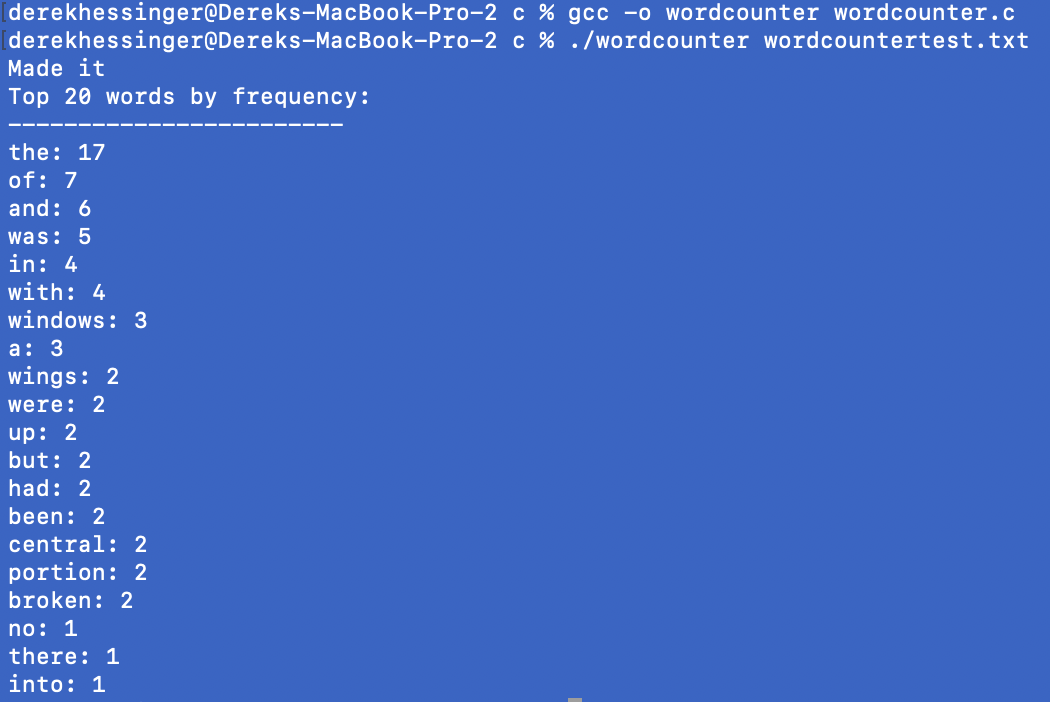 [derekhessinger@Dereks-MacBook-Pro-2 c % gcc -o wordcounter wordcounter.c
[derekhessinger@Dereks-MacBook-Pro-2 c % ./wordcounter wordcountertest.txt
Made it
Top 20 words by frequency:
------------------------
the: 17
of: 7
and: 6
was: 5
in: 4
with: 4
windows: 3
a: 3
wings: 2
were: 2
up: 2
but: 2
had: 2
been: 2
central: 2
portion: 2
broken: 2
no: 1
there: 1
into: 1